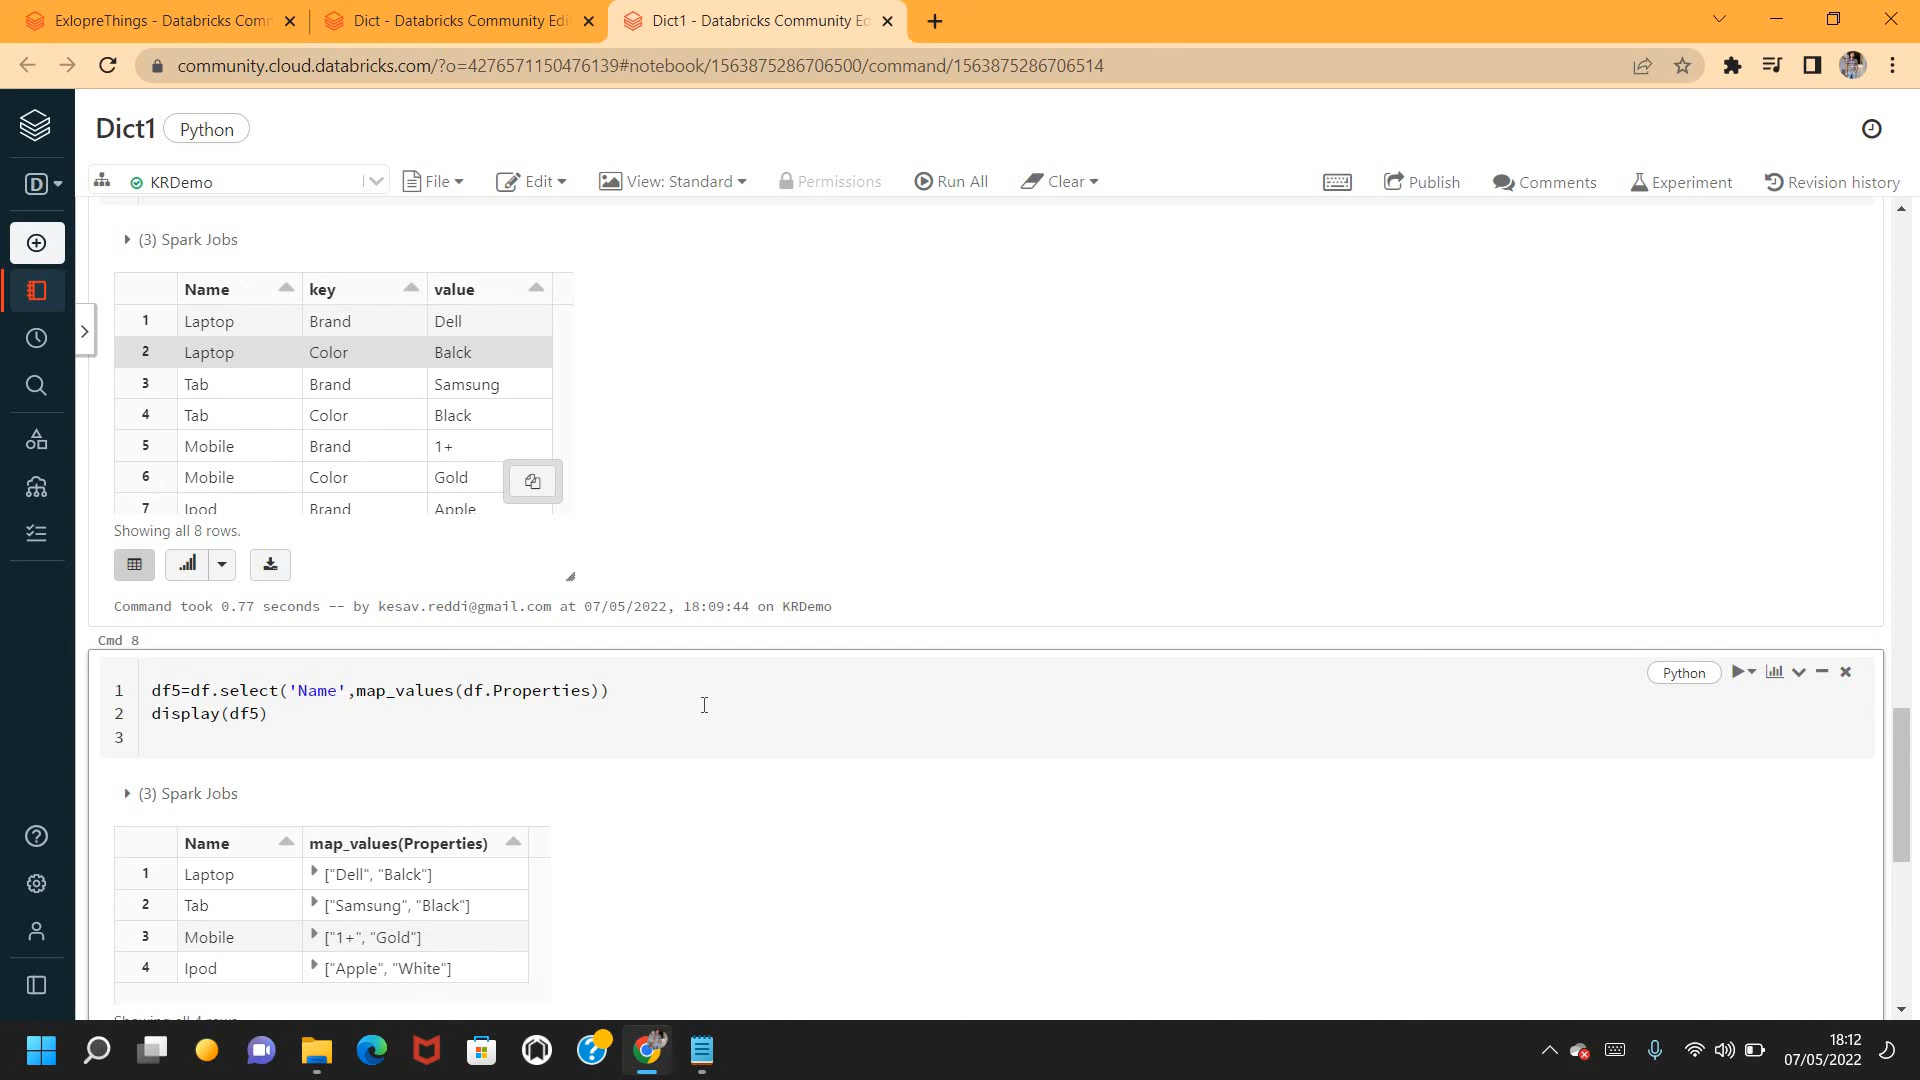 ExlopreThings - Databricks Comm
Dict - Databricks Community Edi
Dict1 - Databricks Community Ed
community.cloud.databricks.com/?o=4276571150476139#notebook/1563875286706500/command/1563875286706514
Dict1 Python
KRDemo File Edit View: Standard Permissions Run All Clear Publish Comments Experiment Revision history
D
(3) Spark Jobs
Name key value
1 Laptop Brand Dell
2 Laptop Color Balck
3 Tab Brand Samsung
4 Tab Color Black
5 Mobile Brand 1+
6 Mobile Color Gold
7 Ipod Brand Apple
Showing all 8 rows.
Command took 0.77 seconds -- by kesav.reddi@gmail.com at 07/05/2022, 18:09:44 on KRDemo
Cmd 8
Python
1 df5=df.select('Name',map_values(df.Properties))
2 display(df5)
3
(3) Spark Jobs
Name map_values(Properties)
1 Laptop ["Dell", "Balck"]
2 Tab ["Samsung", "Black"]
3 Mobile ["1+", "Gold"]
4 Ipod ["Apple", "White"]
Showing all 4 rows.
18:12
07/05/2022